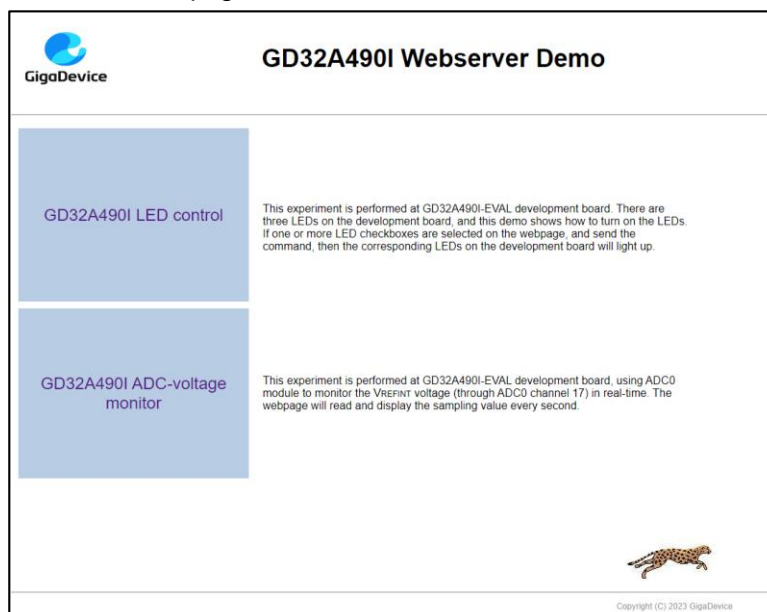 GigaDevice
GD32A490I Webserver Demo
GD32A490I LED control
This experiment is performed at GD32A490I-EVAL development board. There are
three LEDs on the development board, and this demo shows how to turn on the LEDs.
If one or more LED checkboxes are selected on the webpage, and send the
command, then the corresponding LEDs on the development board will light up.
GD32A490I ADC-voltage
monitor
This experiment is performed at GD32A490I-EVAL development board, using ADC0
module to monitor the VREFINT voltage (through ADC0 channel 17) in real-time. The
webpage will read and display the sampling value every second.
Copyright (C) 2023 GigaDevice